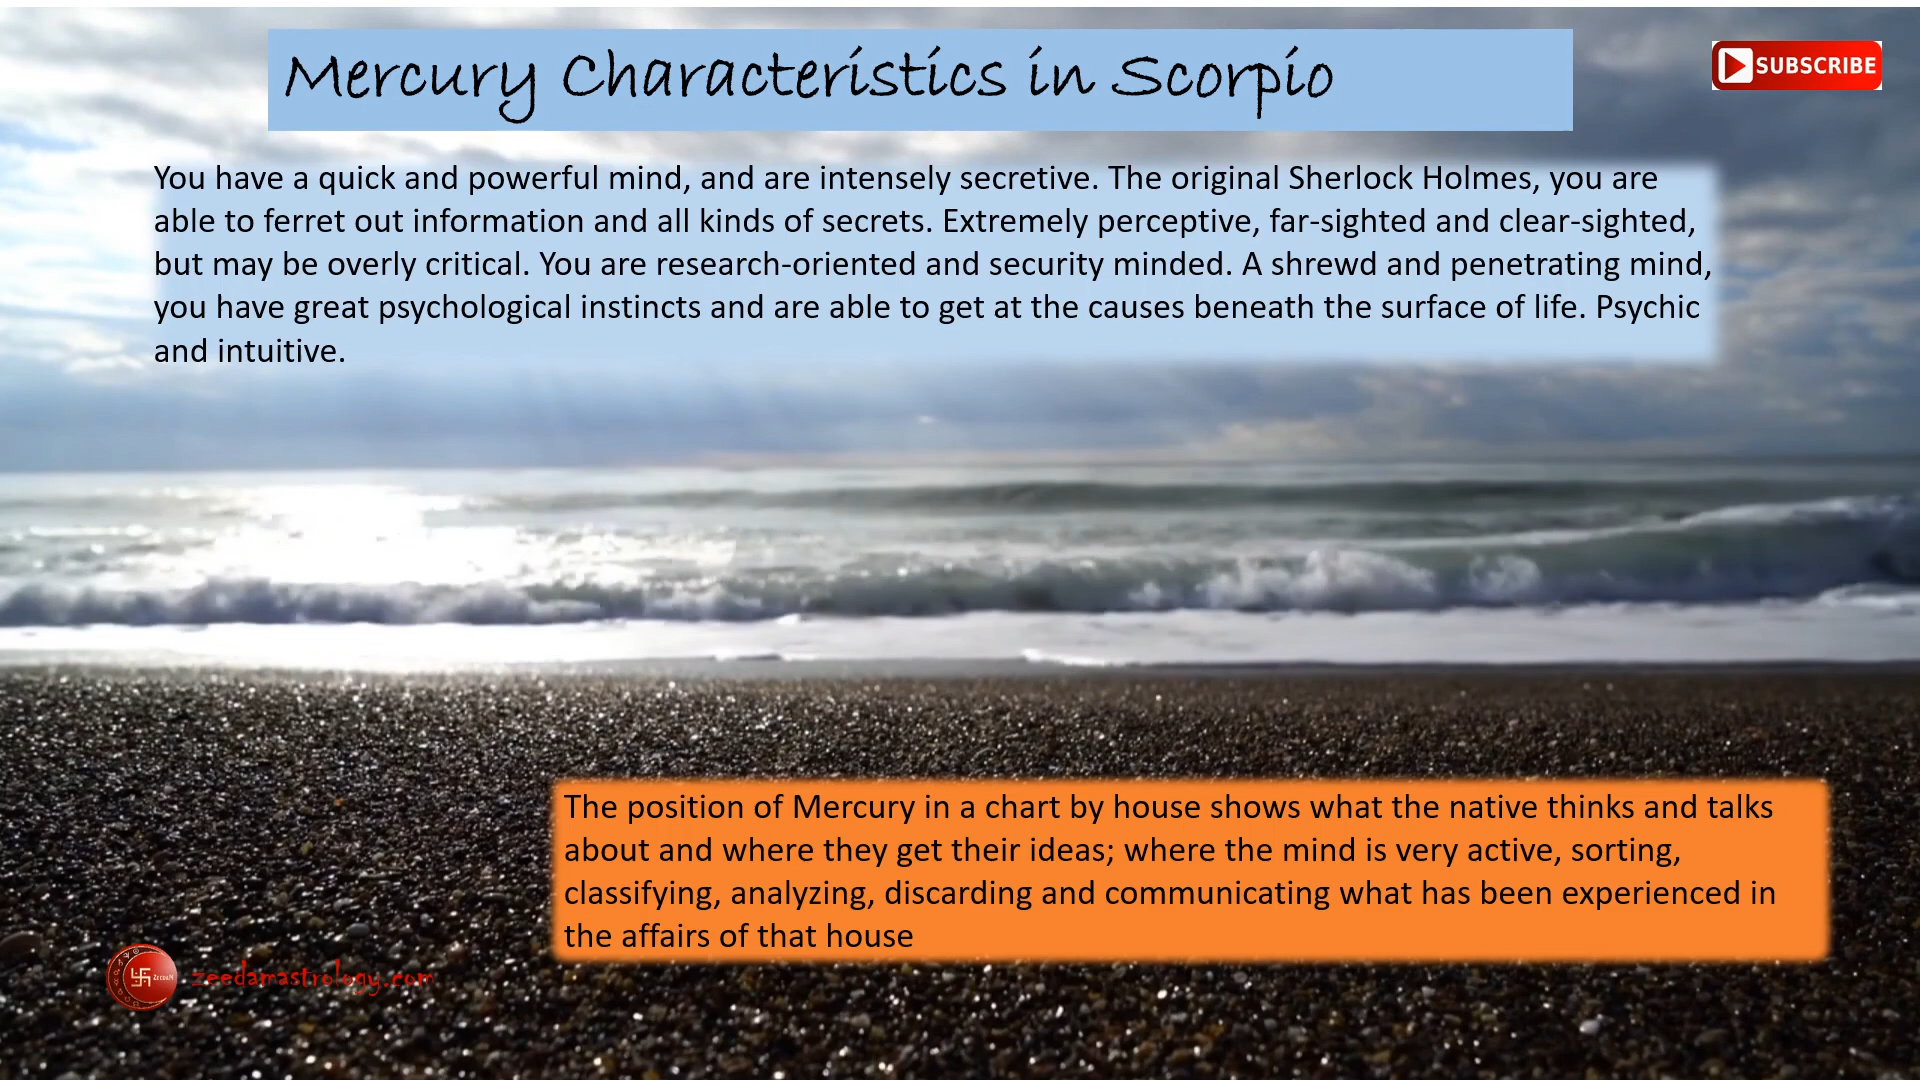 Mercury Characteristics in Scorpio
SUBSCRIBE
You have a quick and powerful mind, and are intensely secretive. The original Sherlock Holmes, you are
able to ferret out information and all kinds of secrets. Extremely perceptive, far-sighted and clear-sighted,
but may be overly critical. You are research-oriented and security minded. A shrewd and penetrating mind,
you have great psychological instincts and are able to get at the causes beneath the surface of life. Psychic
and intuitive.
The position of Mercury in a chart by house shows what the native thinks and talks
about and where they get their ideas; where the mind is very active, sorting,
classifying, analyzing, discarding and communicating what has been experienced in
the affairs of that house
zeedamastrology.com